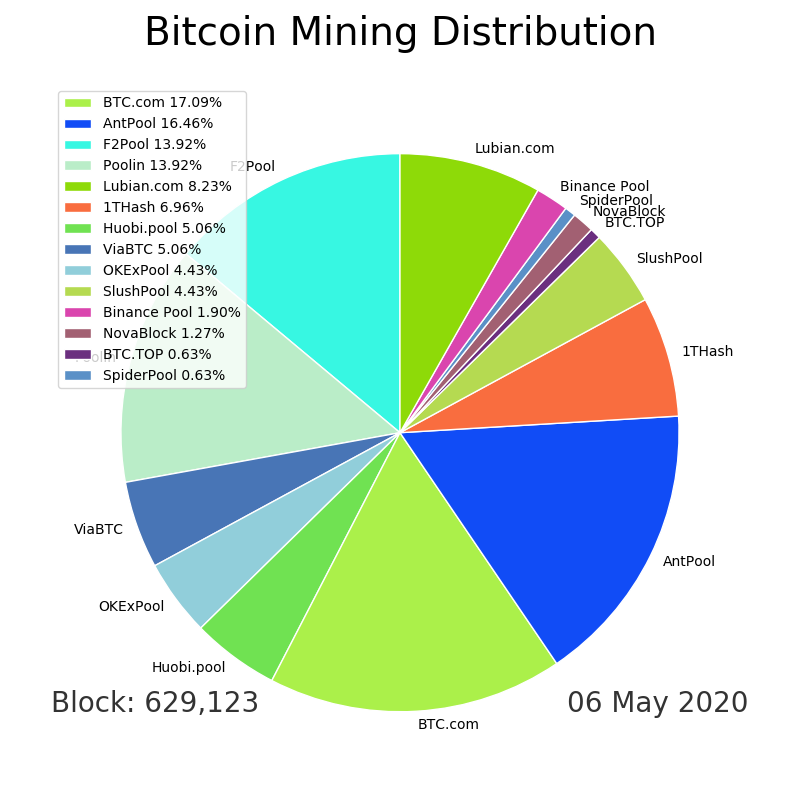 Bitcoin Mining Distribution
BTC.com 17.09%
AntPool 16.46%
F2Pool 13.92%
Poolin 13.92%
Lubian.com 8.23%
1THash 6.96%
Huobi.pool 5.06%
ViaBTC 5.06%
OKExPool 4.43%
SlushPool 4.43%
Binance Pool 1.90%
NovaBlock 1.27%
BTC.TOP 0.63%
SpiderPool 0.63%
Lubian.com
F2Pool
Binance Pool
SpiderPool
NovaBlock
BTC.TOP
SlushPool
1THash
Poolin
ViaBTC
AntPool
OKExPool
Huobi.pool
Block: 629,123
06 May 2020
BTC.com